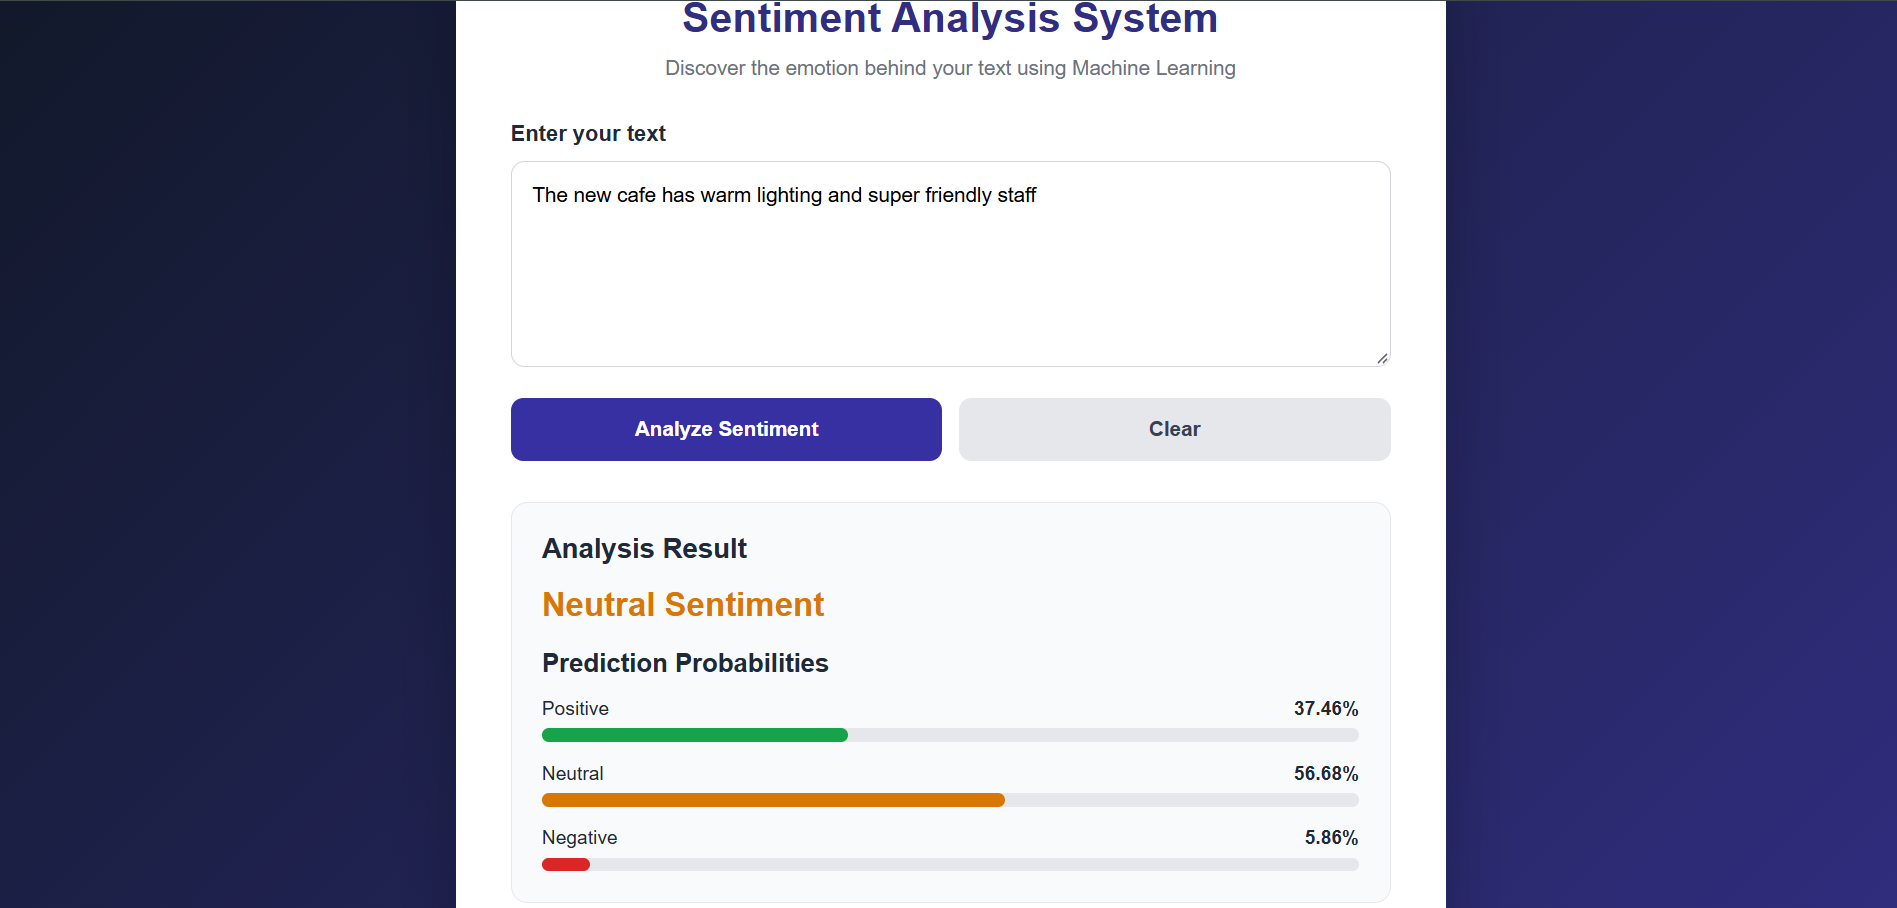 Sentiment Analysis System
Discover the emotion behind your text using Machine Learning
Enter your text
The new cafe has warm lighting and super friendly staff
Analyze Sentiment
Clear
Analysis Result
Neutral Sentiment
Prediction Probabilities
Positive 37.46%
Neutral 56.68%
Negative 5.86%